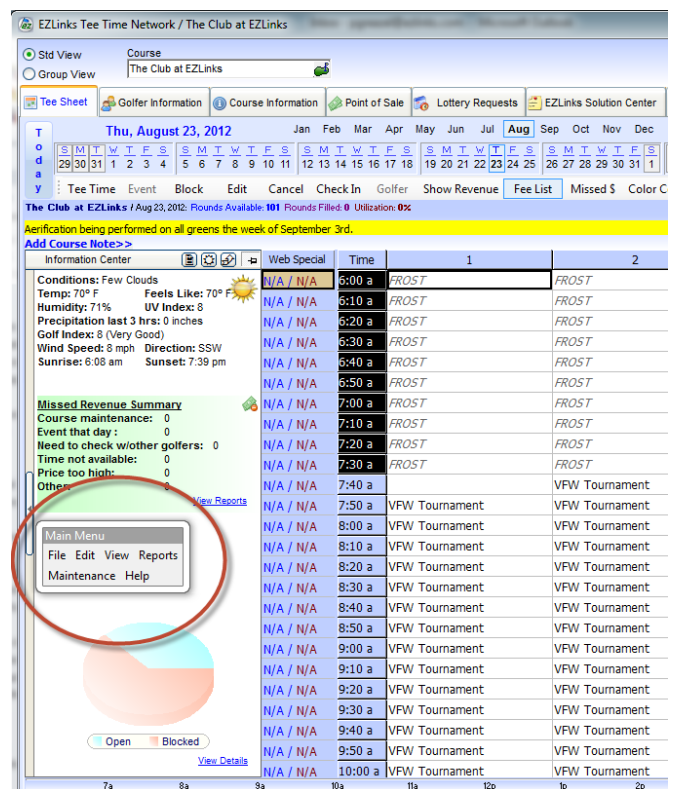 EZLinks Tee Time Network / The Club at EZLinks
Std View
Course
Group View
The Club at EZLinks
Tee Sheet Golfer Information Course Information Point of Sale Lottery Requests EZLinks Solution Center
Today
Thu, August 23, 2012 Jan Feb Mar Apr May Jun Jul Aug Sep Oct Nov Dec
S M T W T F S S M T W T F S S M T W T F S S M T W T F S S M T W T F S
29 30 31 1 2 3 4 5 6 7 8 9 10 11 12 13 14 15 16 17 18 19 20 21 22 23 24 25 26 27 28 29 30 31 1
Tee Time Event Block Edit Cancel Check In Golfer Show Revenue Fee List Missed $ Color C
The Club at EZLinks / Aug 23, 2012: Rounds Available: 101 Rounds Filled: 0 Utilization: 0%
Aerification being performed on all greens the week of September 3rd.
Add Course Note>>
Information Center
Conditions: Few Clouds
Temp: 70° F Feels Like: 70° F
Humidity: 71% UV Index: 8
Precipitation last 3 hrs: 0 inches
Golf Index: 8 (Very Good)
Wind Speed: 8 mph Direction: SSW
Sunrise: 6:08 am Sunset: 7:39 pm
Missed Revenue Summary
Course maintenance: 0
Event that day : 0
Need to check w/other golfers: 0
Time not available: 0
Price too high: 0
Other:
View Reports
Main Menu
File Edit View Reports
Maintenance Help
Open Blocked
View Details
Web Special Time 1 2
N/A / N/A 6:00 a FROST FROST
N/A / N/A 6:10 a FROST FROST
N/A / N/A 6:20 a FROST FROST
N/A / N/A 6:30 a FROST FROST
N/A / N/A 6:40 a FROST FROST
N/A / N/A 6:50 a FROST FROST
N/A / N/A 7:00 a FROST FROST
N/A / N/A 7:10 a FROST FROST
N/A / N/A 7:20 a FROST FROST
N/A / N/A 7:30 a FROST FROST
N/A / N/A 7:40 a VFW Tournament
N/A / N/A 7:50 a VFW Tournament VFW Tournament
N/A / N/A 8:00 a VFW Tournament VFW Tournament
N/A / N/A 8:10 a VFW Tournament VFW Tournament
N/A / N/A 8:20 a VFW Tournament VFW Tournament
N/A / N/A 8:30 a VFW Tournament VFW Tournament
N/A / N/A 8:40 a VFW Tournament VFW Tournament
N/A / N/A 8:50 a VFW Tournament VFW Tournament
N/A / N/A 9:00 a VFW Tournament VFW Tournament
N/A / N/A 9:10 a VFW Tournament VFW Tournament
N/A / N/A 9:20 a VFW Tournament VFW Tournament
N/A / N/A 9:30 a VFW Tournament VFW Tournament
N/A / N/A 9:40 a VFW Tournament VFW Tournament
N/A / N/A 9:50 a VFW Tournament VFW Tournament
N/A / N/A 10:00 a VFW Tournament VFW Tournament
7a 8a 9a 10a 11a 12p 1p 2p